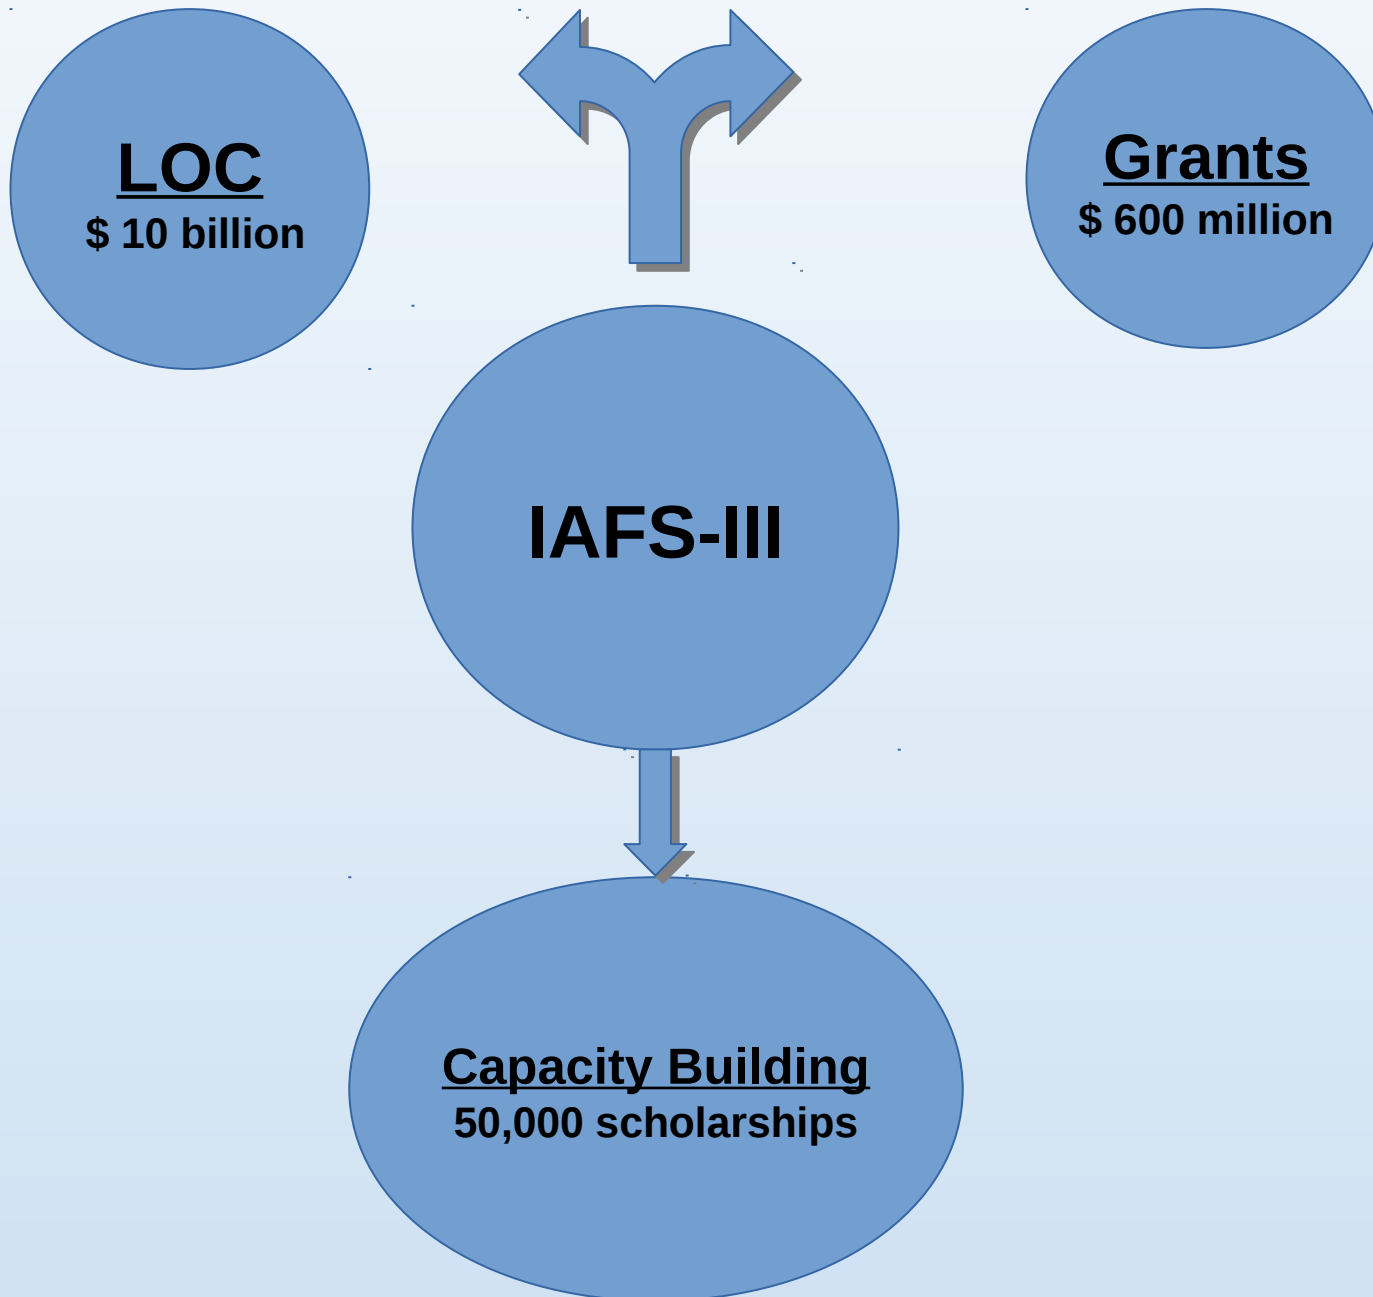 LOC
$ 10 billion
Grants
$ 600 million
IAFS-III
Capacity Building
50,000 scholarships